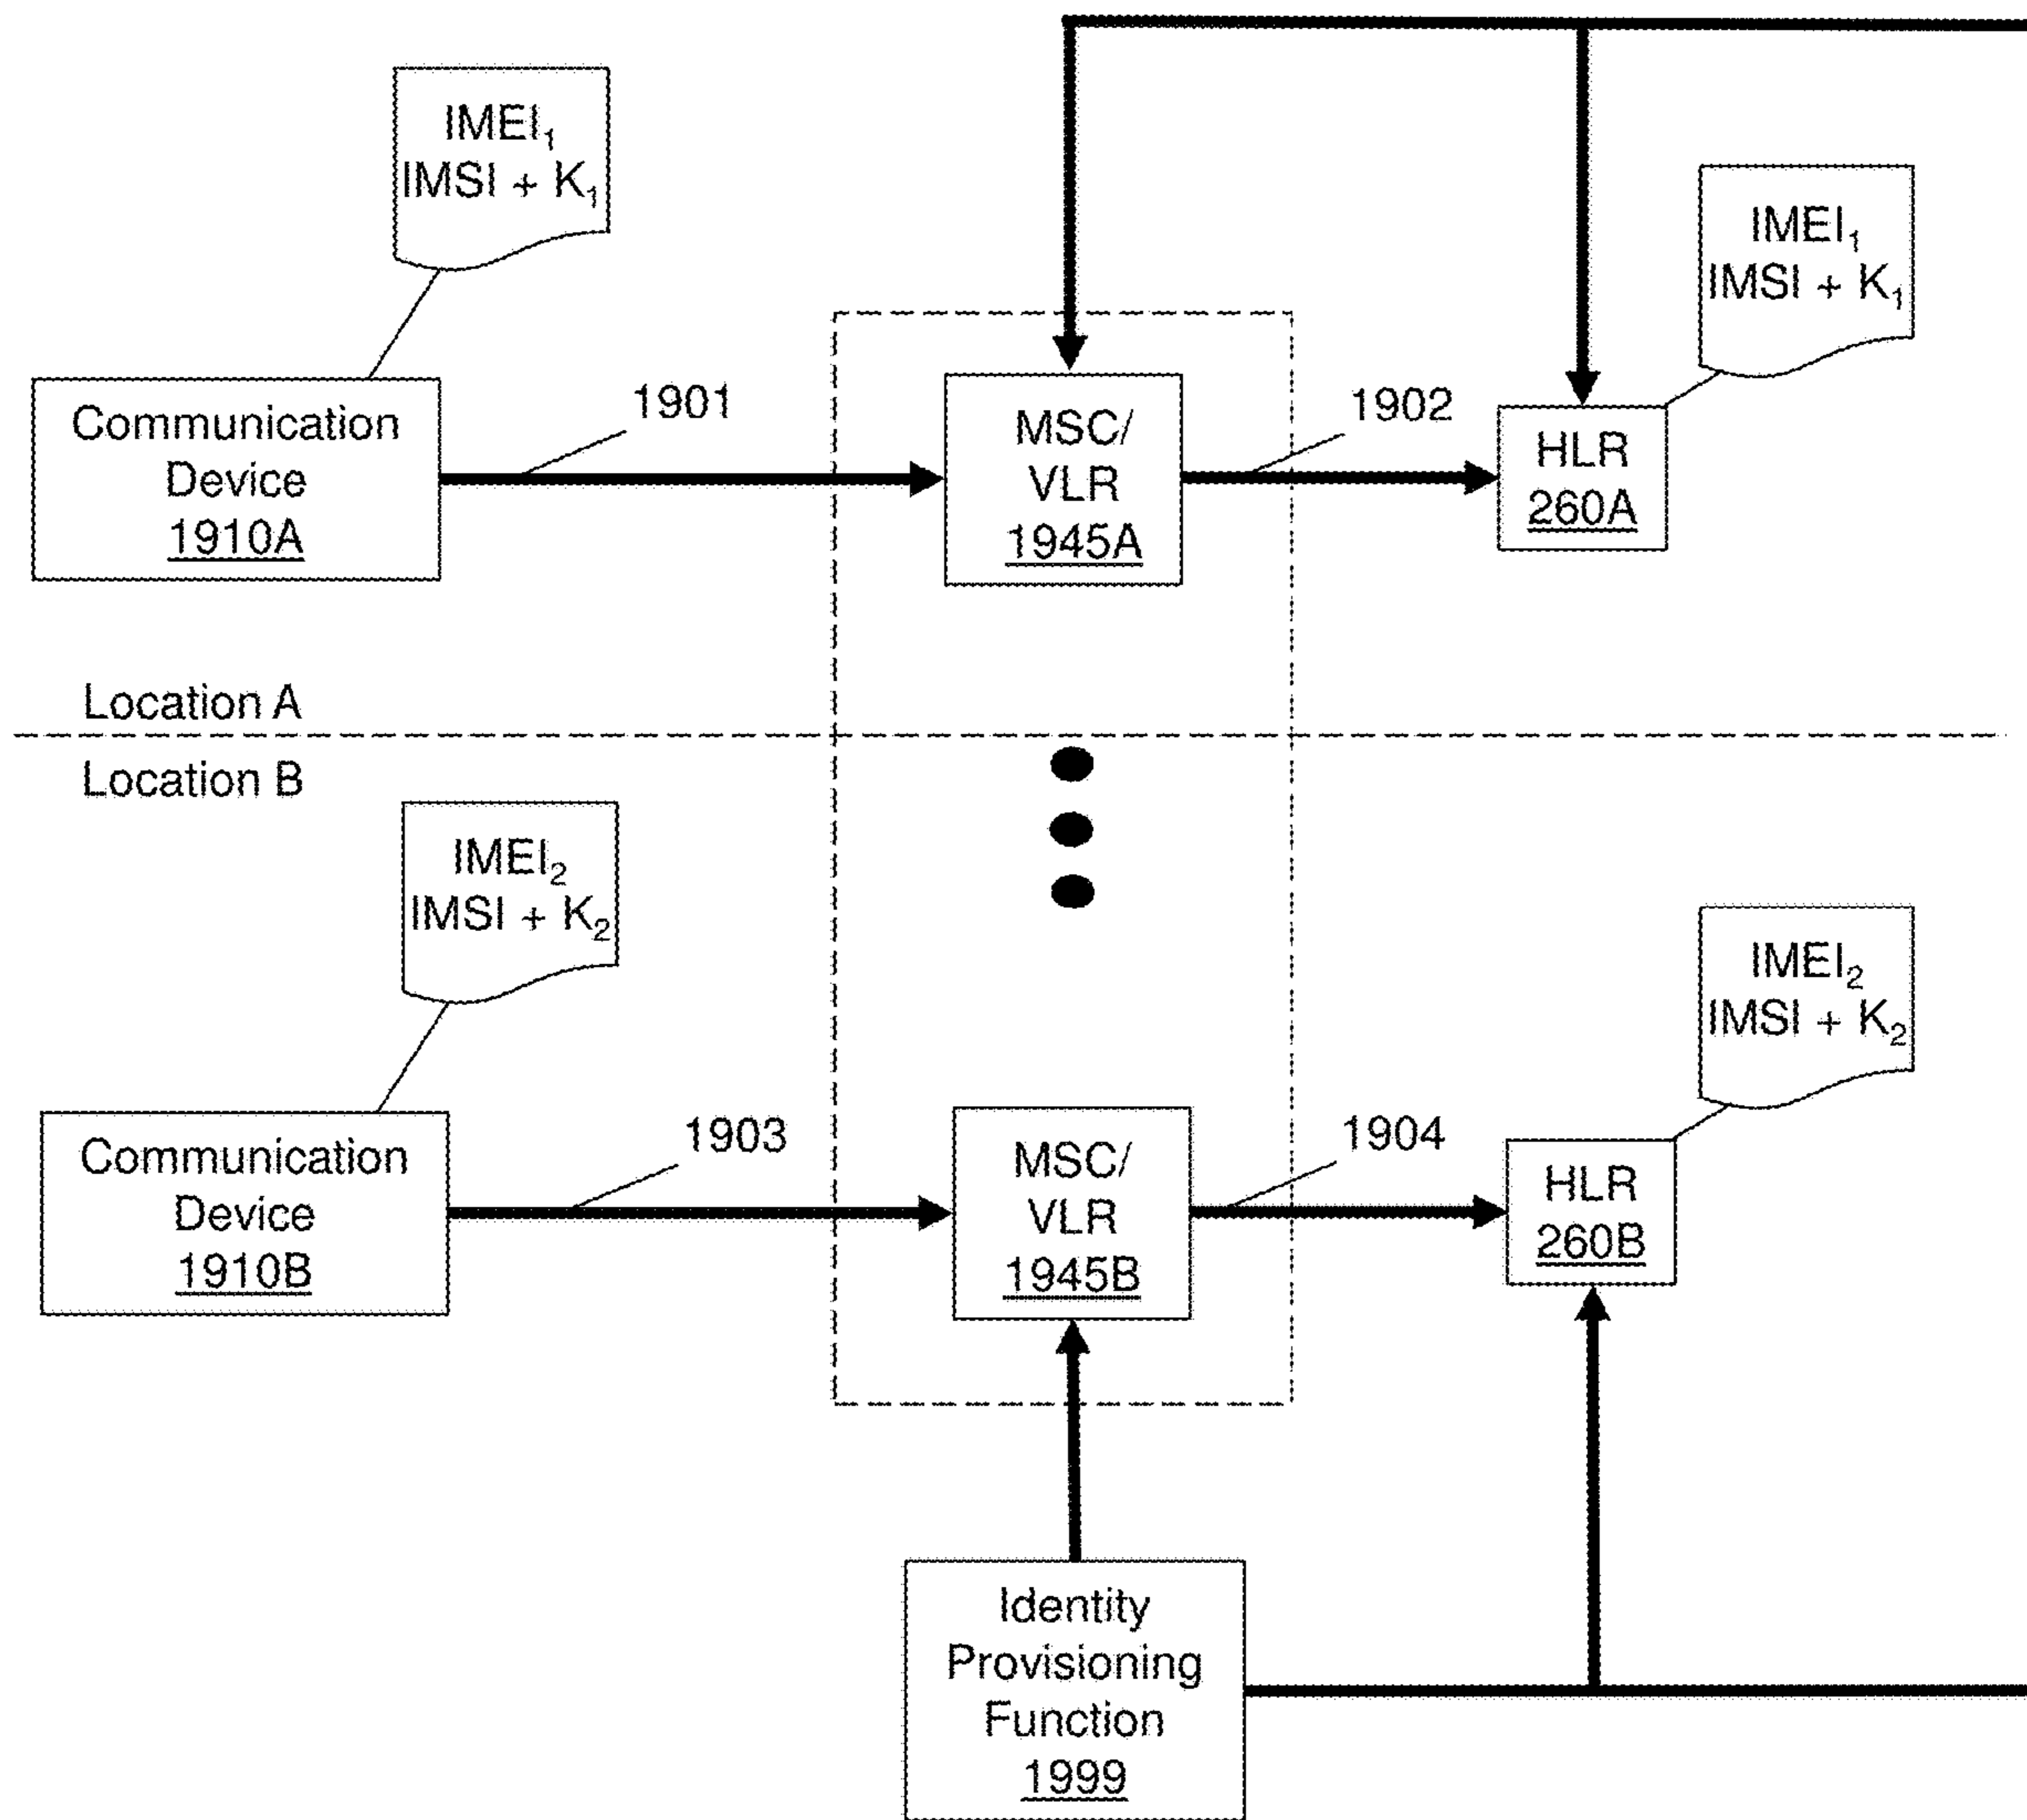 IMEI₁
IMSI + K₁
IMEI₁
IMSI + K₁
Communication
Device
1910A
1901
MSC/
VLR
1945A
1902
HLR
260A
Location A
Location B
IMEI₂
IMSI + K₂
IMEI₂
IMSI + K₂
Communication
Device
1910B
1903
MSC/
VLR
1945B
1904
HLR
260B
Identity
Provisioning
Function
1999